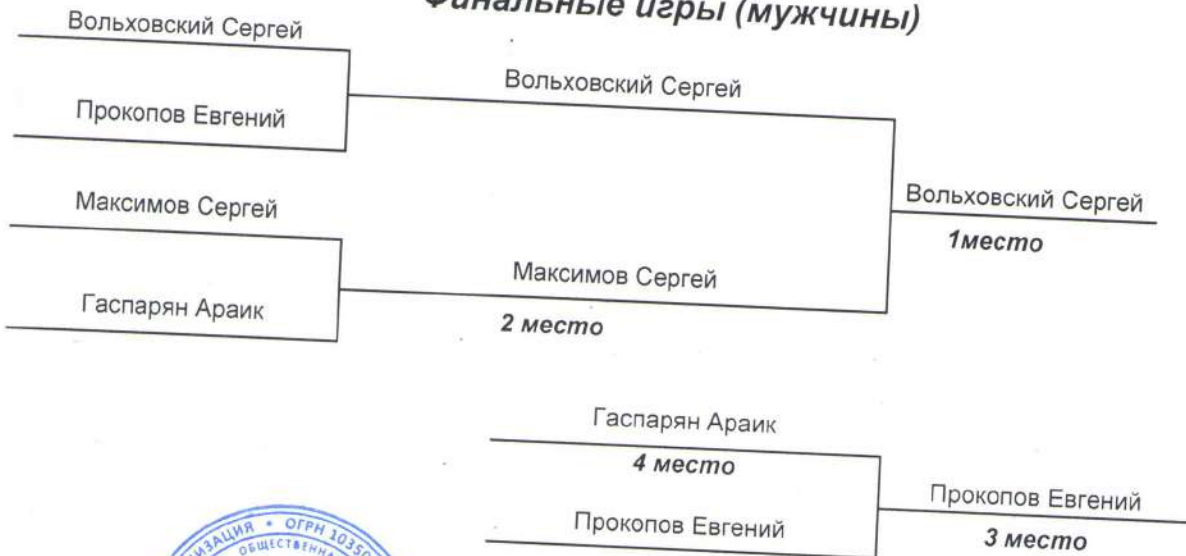 Финальные игры (мужчины)
Вольховский Сергей
Прокопов Евгений
Максимов Сергей
Гаспарян Араик
Вольховский Сергей
Максимов Сергей
2 место
Вольховский Сергей
1место
Гаспарян Араик
4 место
Прокопов Евгений
Прокопов Евгений
3 место
ОГРН